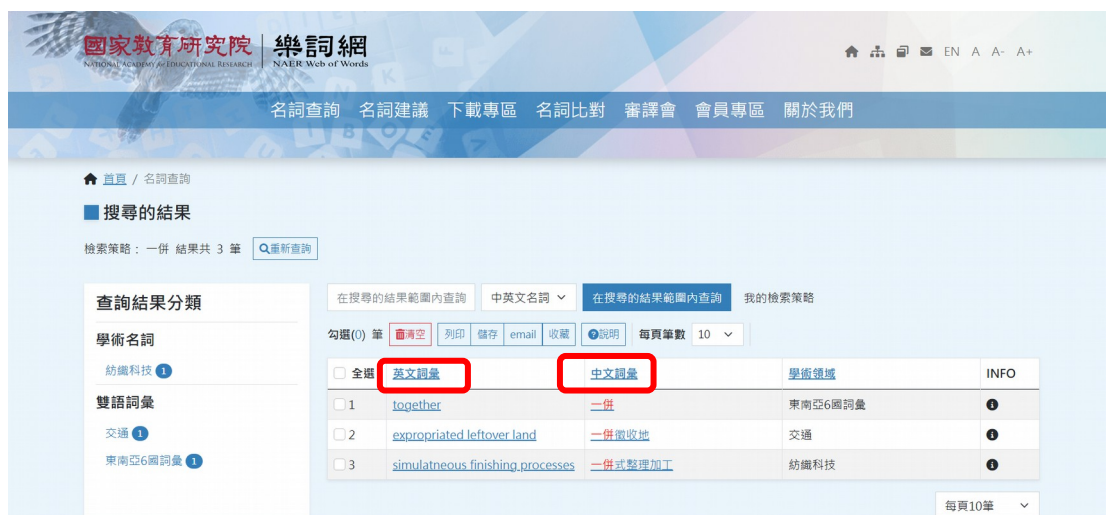 國家教育研究院 樂詞網
NATIONAL ACADEMY for EDUCATIONAL RESEARCH NAER Web of Words
EN A A- A+
名詞查詢 名詞建議 下載專區 名詞比對 審譯會 會員專區 關於我們
首頁 / 名詞查詢
搜尋的結果
檢索策略： 一併 結果共 3 筆 重新查詢
查詢結果分類
學術名詞
紡織科技 1
雙語詞彙
交通 1
東南亞6國詞彙 1
在搜尋的結果範圍內查詢 中英文名詞 在搜尋的結果範圍內查詢 我的檢索策略
勾選(0) 筆 清空 列印 儲存 email 收藏 說明 每頁筆數 10
全選 英文詞彙 中文詞彙 學術領域 INFO
1 together 一併 東南亞6國詞彙
2 expropriated leftover land 一併徵收地 交通
3 simulatneous finishing processes 一併式整理加工 紡織科技
每頁10筆